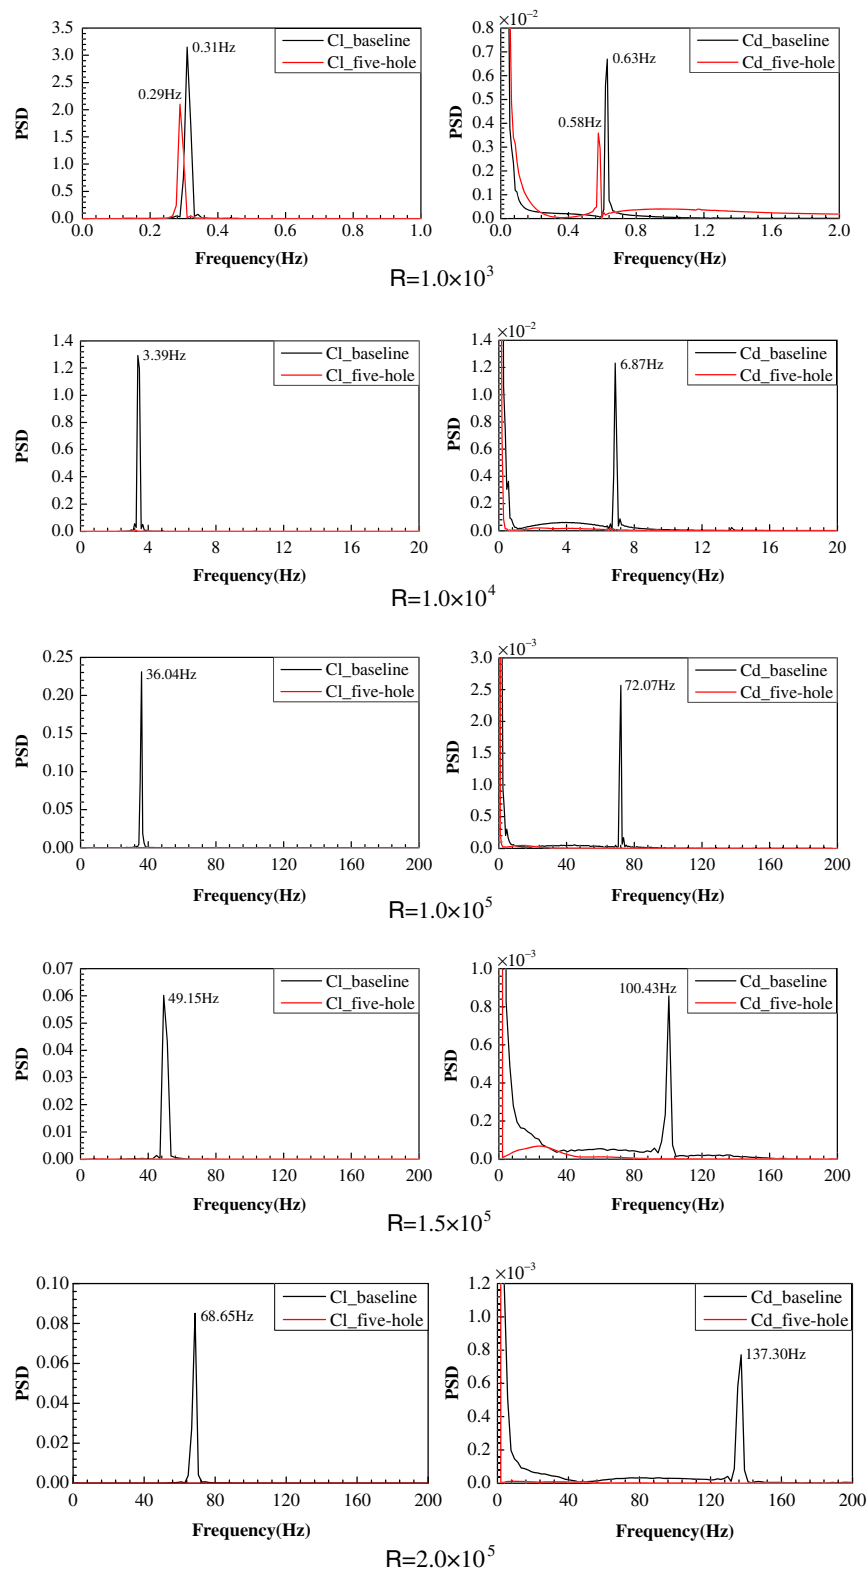 ×10⁻²
3.5
3.0
2.5
2.0
1.5
1.0
0.5
0.0
PSD
0.31Hz
0.29Hz
Cl_baseline
Cl_five-hole
0.0 0.2 0.4 0.6 0.8 1.0
Frequency(Hz)
0.8
0.7
0.6
0.5
0.4
0.3
0.2
0.1
0.0
PSD
0.63Hz
0.58Hz
Cd_baseline
Cd_five-hole
0.0 0.4 0.8 1.2 1.6 2.0
Frequency(Hz)
R=1.0×10³
1.4
1.2
1.0
0.8
0.6
0.4
0.2
0.0
PSD
3.39Hz
Cl_baseline
Cl_five-hole
0 4 8 12 16 20
Frequency(Hz)
×10⁻²
1.4
1.2
1.0
0.8
0.6
0.4
0.2
0.0
PSD
6.87Hz
Cd_baseline
Cd_five-hole
0 4 8 12 16 20
Frequency(Hz)
R=1.0×10⁴
0.25
0.20
0.15
0.10
0.05
0.00
PSD
36.04Hz
Cl_baseline
Cl_five-hole
0 40 80 120 160 200
Frequency(Hz)
×10⁻³
3.0
2.5
2.0
1.5
1.0
0.5
0.0
PSD
72.07Hz
Cd_baseline
Cd_five-hole
0 40 80 120 160 200
Frequency(Hz)
R=1.0×10⁵
0.07
0.06
0.05
0.04
0.03
0.02
0.01
0.00
PSD
49.15Hz
Cl_baseline
Cl_five-hole
0 40 80 120 160 200
Frequency(Hz)
×10⁻³
1.0
0.8
0.6
0.4
0.2
0.0
PSD
100.43Hz
Cd_baseline
Cd_five-hole
0 40 80 120 160 200
Frequency(Hz)
R=1.5×10⁵
0.10
0.08
0.06
0.04
0.02
0.00
PSD
68.65Hz
Cl_baseline
Cl_five-hole
0 40 80 120 160 200
Frequency(Hz)
×10⁻³
1.2
1.0
0.8
0.6
0.4
0.2
0.0
PSD
137.30Hz
Cd_baseline
Cd_five-hole
0 40 80 120 160 200
Frequency(Hz)
R=2.0×10⁵